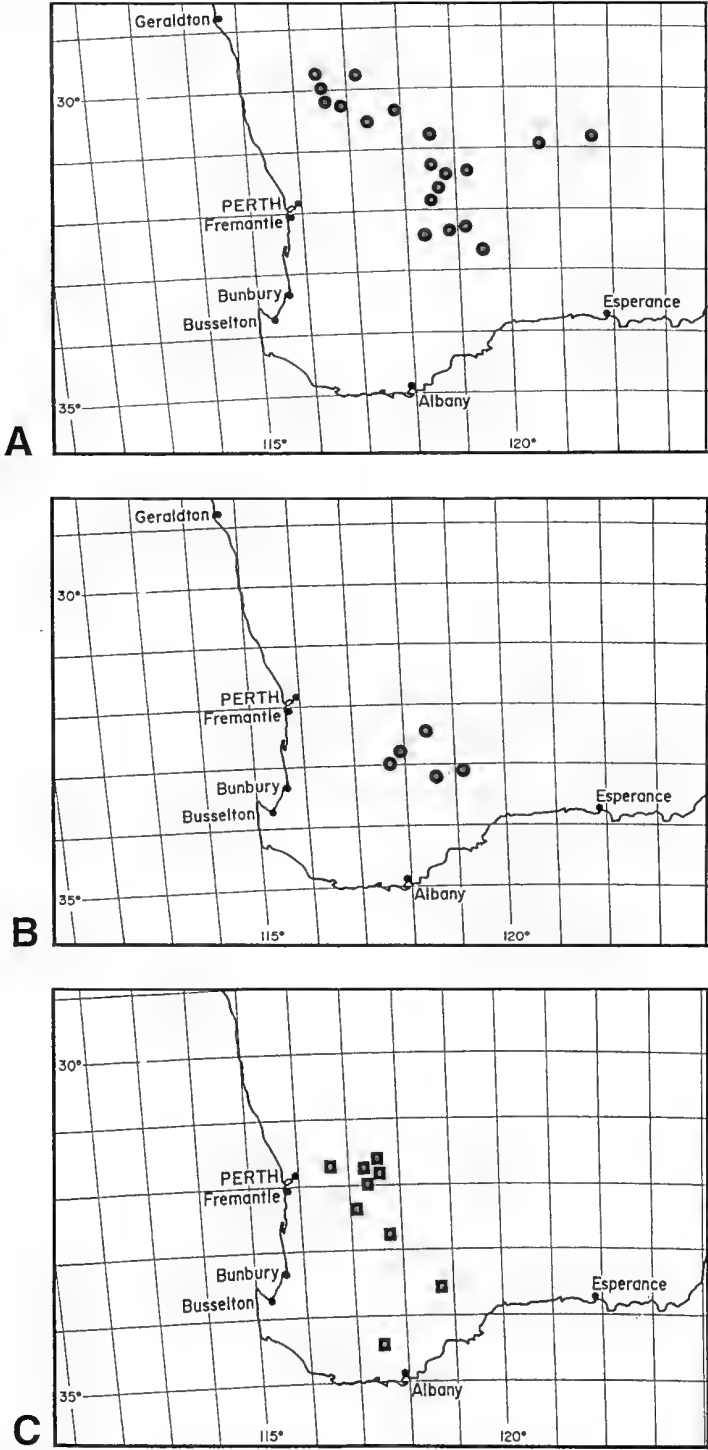 Geraldton
30°
PERTH
Fremantle
Bunbury
Busselton
Esperance
Albany
35°
115°
120°
A
Geraldton
30°
PERTH
Fremantle
Bunbury
Busselton
Esperance
Albany
35°
115°
120°
B
30°
PERTH
Fremantle
Bunbury
Busselton
Esperance
Albany
35°
115°
120°
C